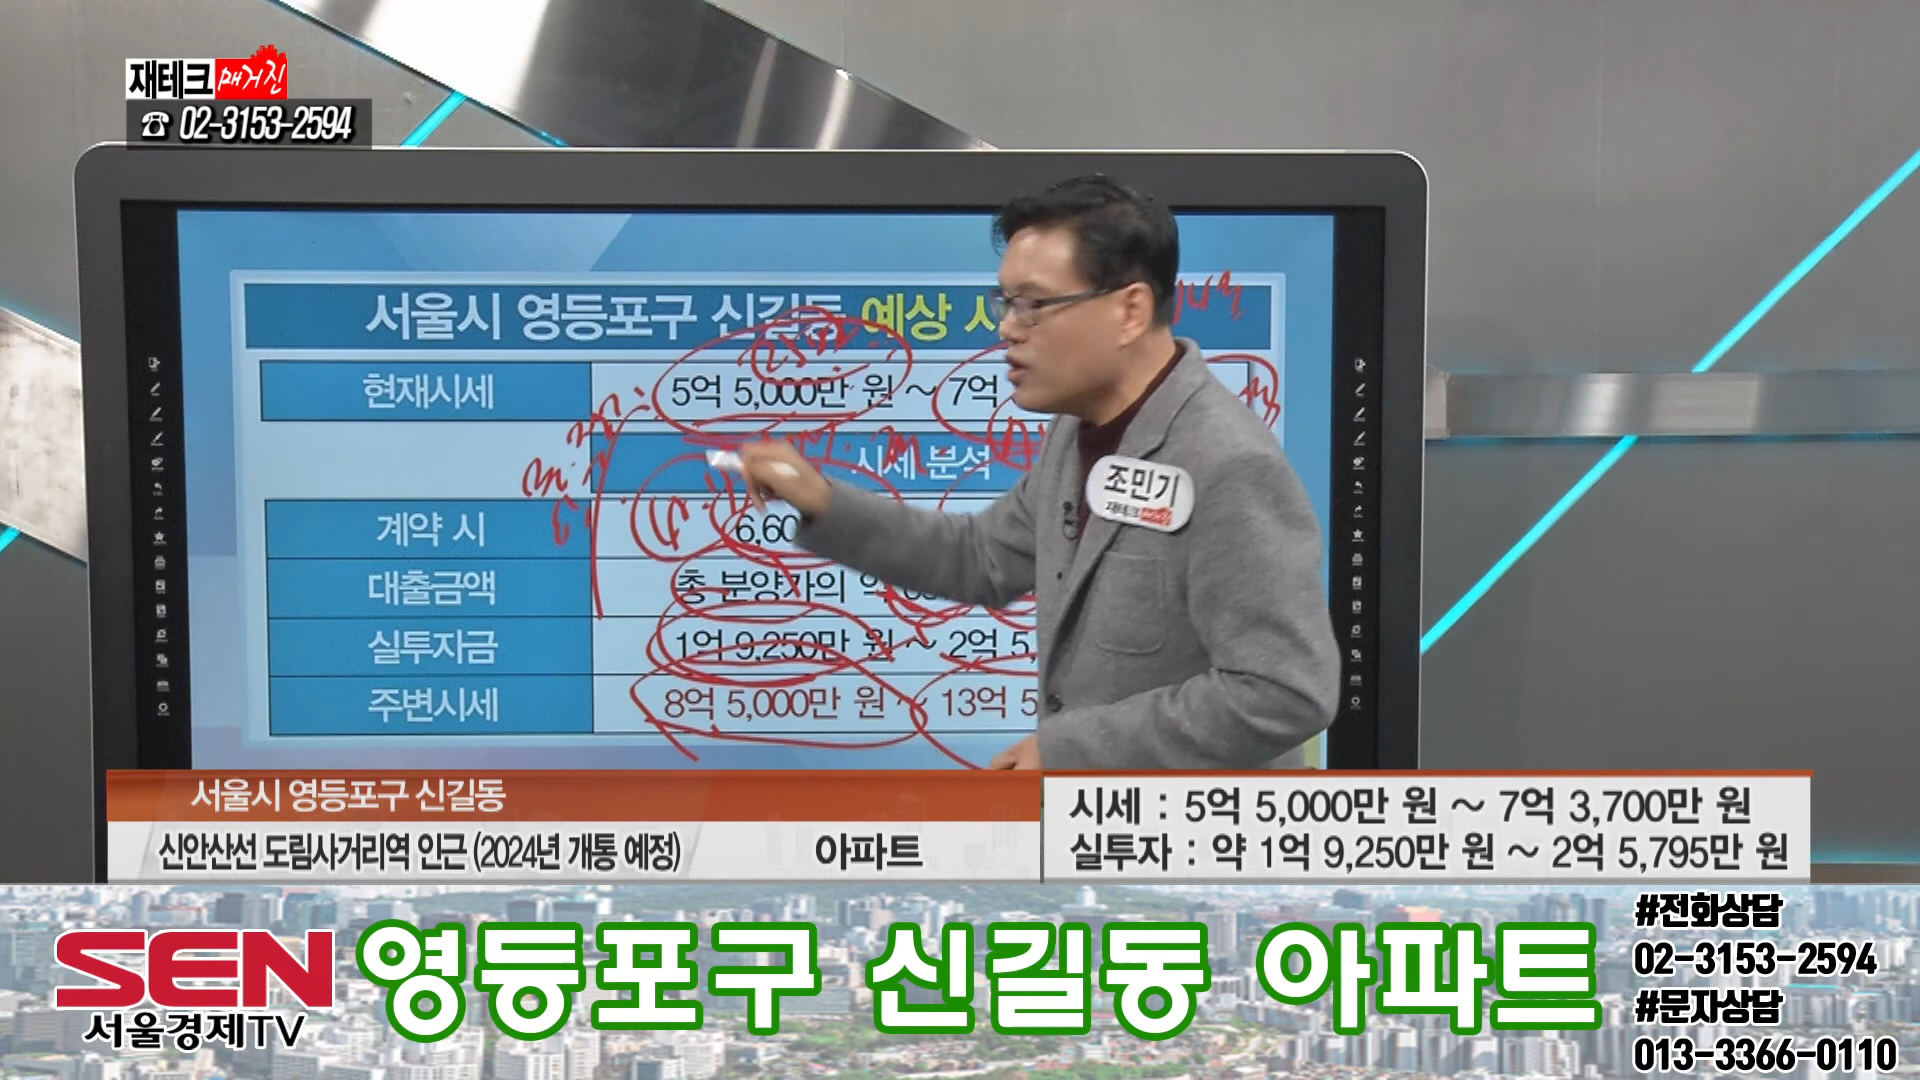 재테크 매거진
☎ 02-3153-2594
서울시 영등포구 신길동 예상 시
현재시세
5억 5,000만 원 ~ 7억
시세 분석
계약 시
6,60
대출금액
총 분양가의 약
실투자금
1억 9,250만 원 ~ 2억 5,
주변시세
8억 5,000만 원 ~ 13억 5
조민기
재테크 매거진
서울시 영등포구 신길동
신안산선 도림사거리역 인근 (2024년 개통 예정)
아파트
시세 : 5억 5,000만 원 ~ 7억 3,700만 원
실투자 : 약 1억 9,250만 원 ~ 2억 5,795만 원
SEN
서울경제TV
영등포구 신길동 아파트
#전화상담
02-3153-2594
#문자상담
013-3366-0110